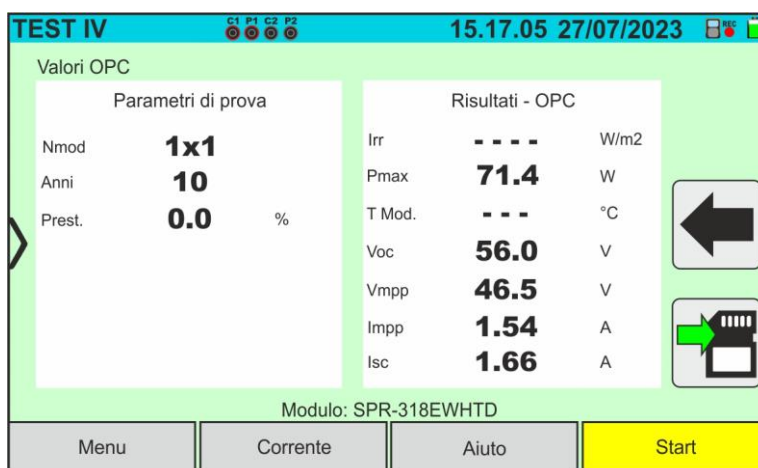 TEST IV C1 P1 C2 P2 15.17.05 27/07/2023 REC
Valori OPC
Parametri di prova
Nmod 1x1
Anni 10
Prest. 0.0 %
Risultati - OPC
Irr - - - - W/m2
Pmax 71.4 W
T Mod. - - - °C
Voc 56.0 V
Vmpp 46.5 V
Impp 1.54 A
Isc 1.66 A
Modulo: SPR-318EWHTD
Menu Corrente Aiuto Start